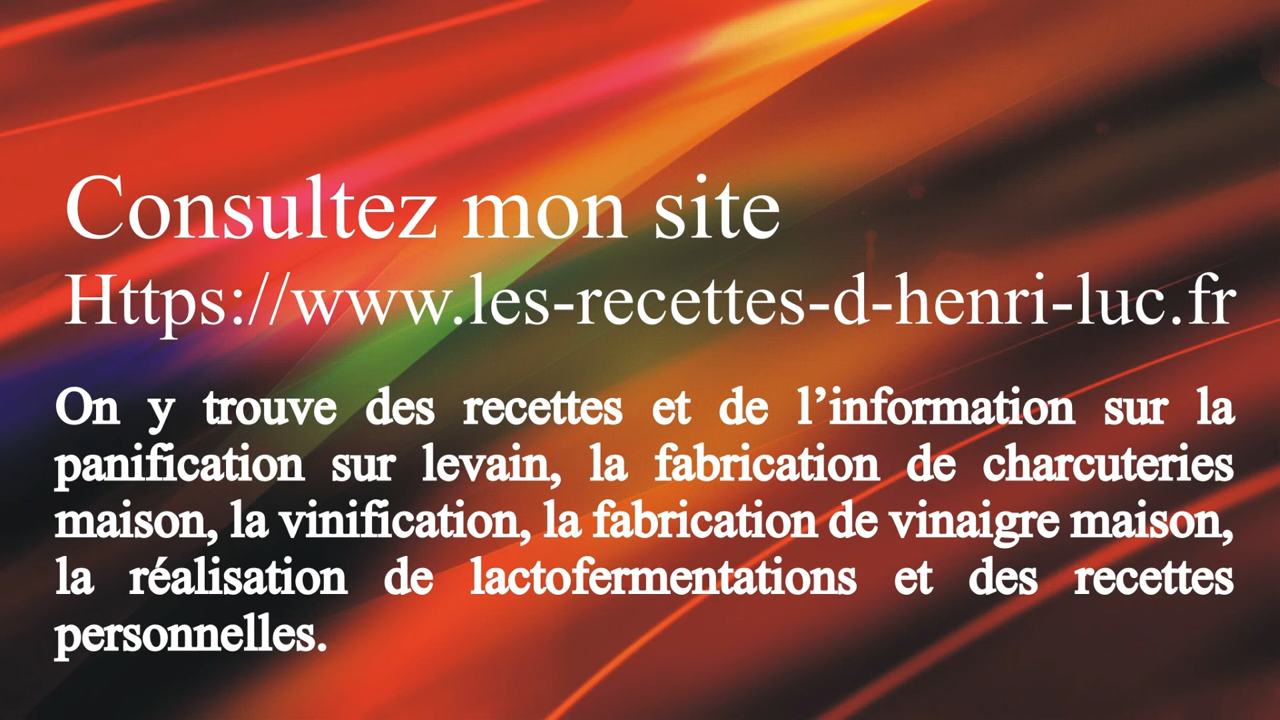 Consultez mon site
Https://www.les-recettes-d-henri-luc.fr
On y trouve des recettes et de l’information sur la
panification sur levain, la fabrication de charcuteries
maison, la vinification, la fabrication de vinaigre maison,
la réalisation de lactofermentations et des recettes
personnelles.